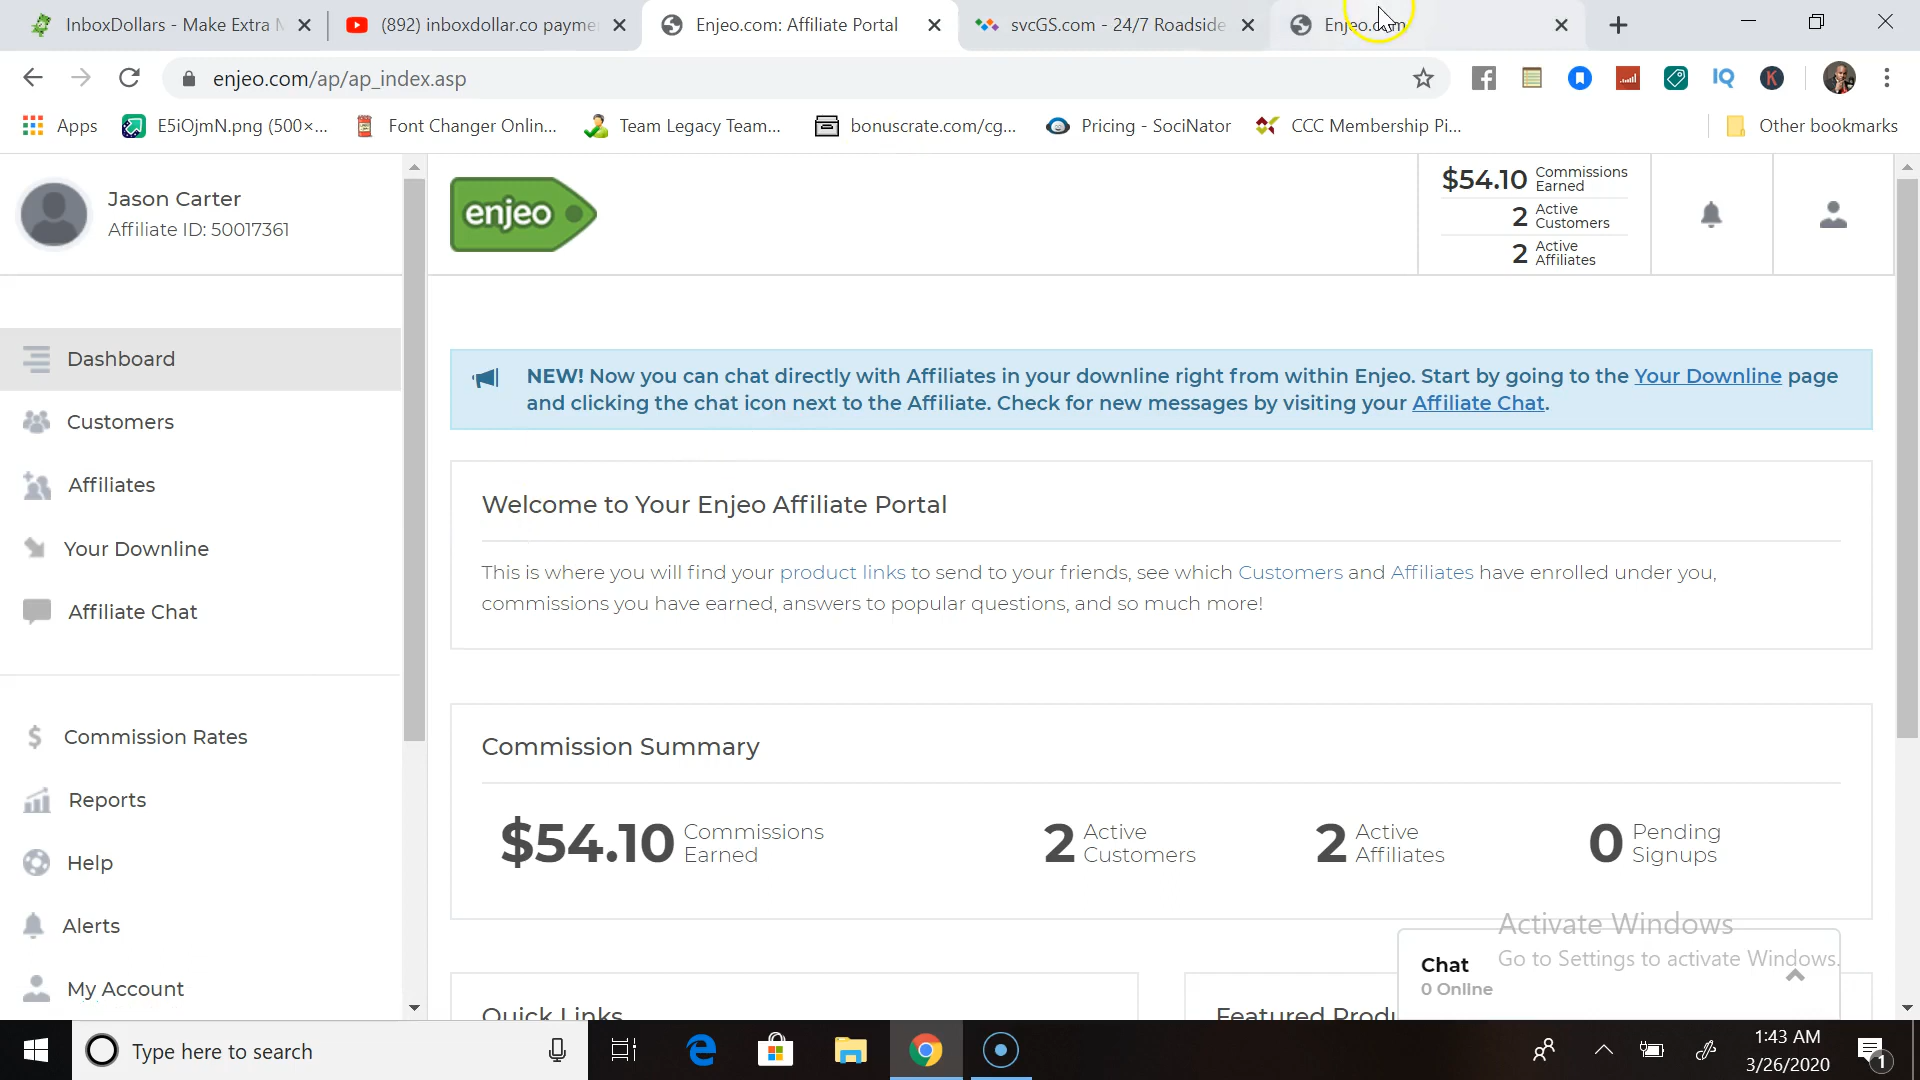 InboxDollars - Make Extra M
(892) inboxdollar.co payme
Enjeo.com: Affiliate Portal
svcGS.com - 24/7 Roadside
Enjeo.com
enjeo.com/ap/ap_index.asp
IQ
K
Apps
E5iOjmN.png (500×...
Font Changer Onlin...
Team Legacy Team...
bonuscrate.com/cg...
Pricing - SociNator
CCC Membership Pi...
Other bookmarks
Jason Carter
Affiliate ID: 50017361
enjeo
$54.10 Commissions Earned
2 Active Customers
2 Active Affiliates
Dashboard
Customers
Affiliates
Your Downline
Affiliate Chat
Commission Rates
Reports
Help
Alerts
My Account
NEW! Now you can chat directly with Affiliates in your downline right from within Enjeo. Start by going to the Your Downline page
and clicking the chat icon next to the Affiliate. Check for new messages by visiting your Affiliate Chat.
Welcome to Your Enjeo Affiliate Portal
This is where you will find your product links to send to your friends, see which Customers and Affiliates have enrolled under you,
commissions you have earned, answers to popular questions, and so much more!
Commission Summary
$54.10 Commissions Earned
2 Active Customers
2 Active Affiliates
0 Pending Signups
Quick Links
Featured Produ
Chat
0 Online
Activate Windows
Go to Settings to activate Windows.
Type here to search
1:43 AM
3/26/2020
1